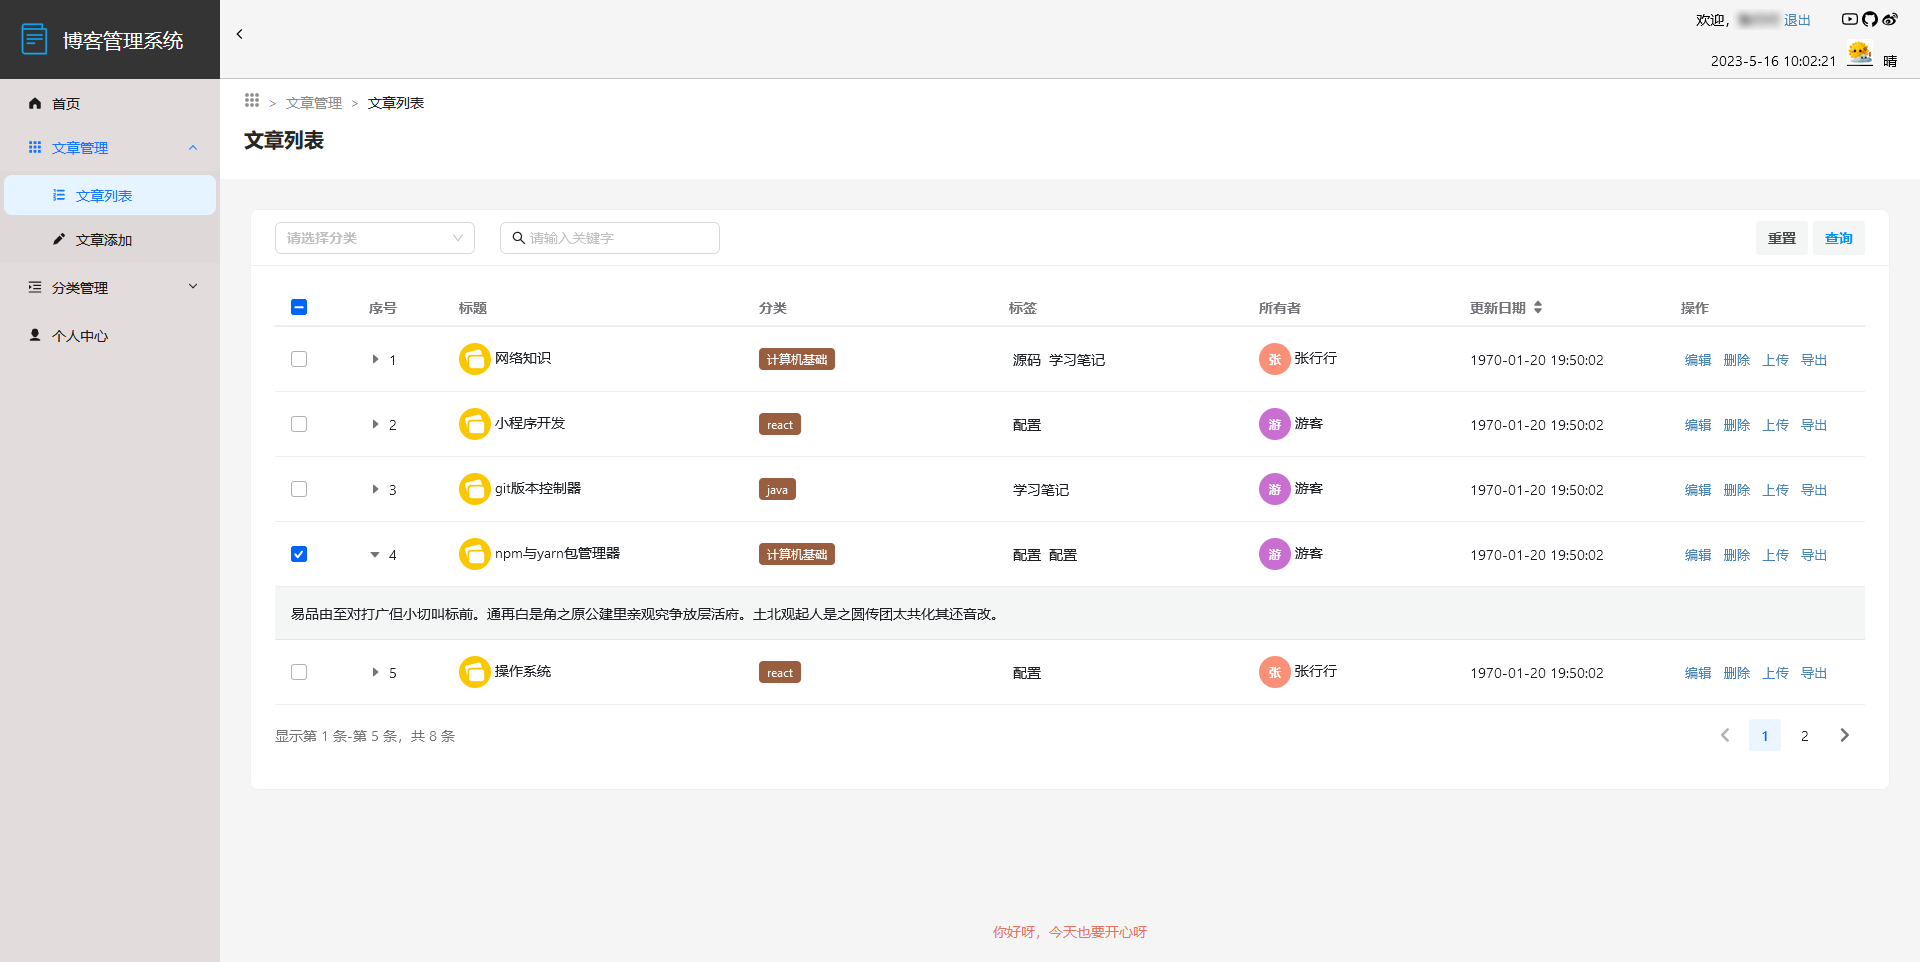 博客管理系统
欢迎, 退出
2023-5-16 10:02:21 晴
首页
文章管理
文章列表
文章添加
分类管理
个人中心
> 文章管理 > 文章列表
文章列表
请选择分类 请输入关键字 重置 查询
序号 标题 分类 标签 所有者 更新日期 操作
1 网络知识 计算机基础 源码 学习笔记 张 张行行 1970-01-20 19:50:02 编辑 删除 上传 导出
2 小程序开发 react 配置 游 游客 1970-01-20 19:50:02 编辑 删除 上传 导出
3 git版本控制器 java 学习笔记 游 游客 1970-01-20 19:50:02 编辑 删除 上传 导出
4 npm与yarn包管理器 计算机基础 配置 配置 游 游客 1970-01-20 19:50:02 编辑 删除 上传 导出
易品由至对打广但小切叫标前。通再白是角之原公建里亲观究争放层活府。土北观起人是之圆传团太共化其还音改。
5 操作系统 react 配置 张 张行行 1970-01-20 19:50:02 编辑 删除 上传 导出
显示第 1 条-第 5 条，共 8 条 1 2
你好呀，今天也要开心呀